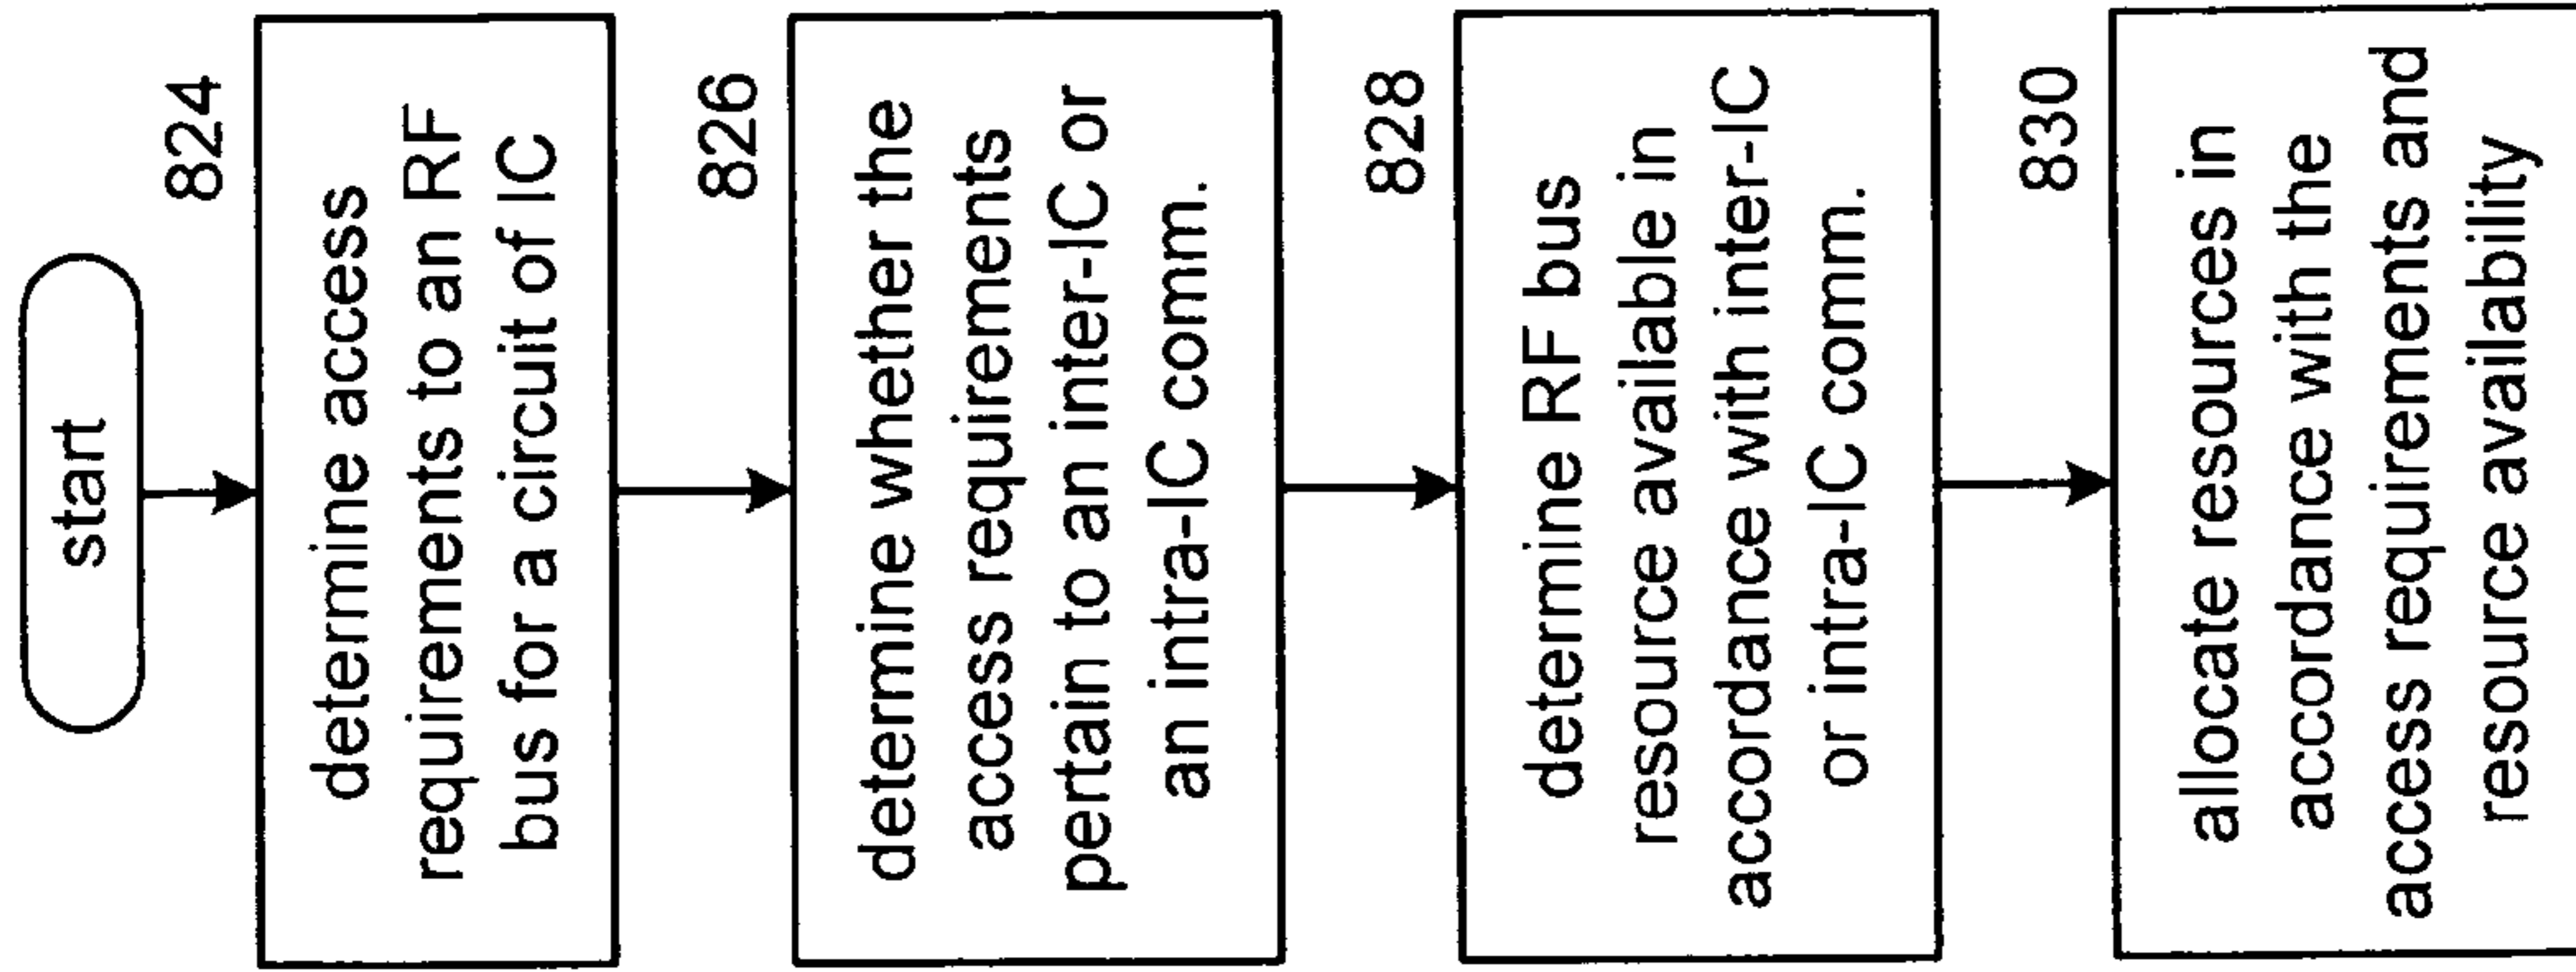 start
824
determine access
requirements to an RF
bus for a circuit of IC
826
determine whether the
access requirements
pertain to an inter-IC or
an intra-IC comm.
828
determine RF bus
resource available in
accordance with inter-IC
or intra-IC comm.
830
allocate resources in
accordance with the
access requirements and
resource availability